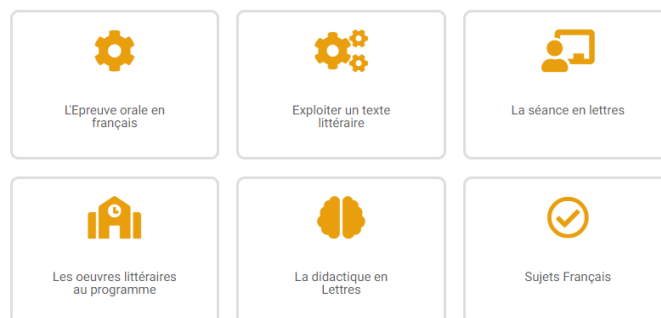 L'Epreuve orale en
français
Exploiter un texte
littéraire
La séance en lettres
Les oeuvres littéraires
au programme
La didactique en
Lettres
Sujets Français